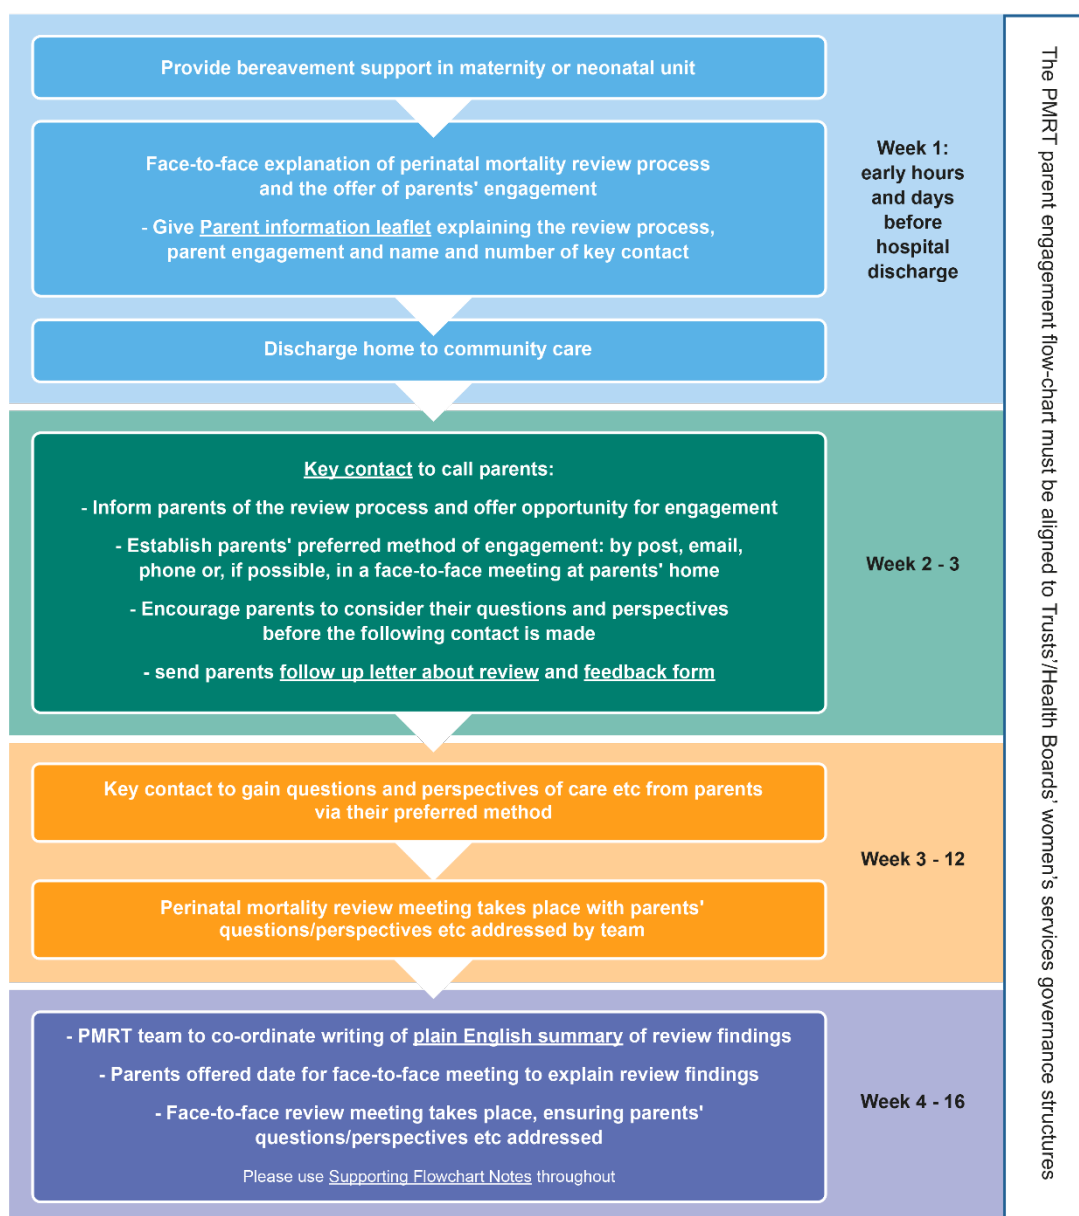 Provide bereavement support in maternity or neonatal unit
Face-to-face explanation of perinatal mortality review process
and the offer of parents' engagement
- Give Parent information leaflet explaining the review process,
parent engagement and name and number of key contact
Discharge home to community care
Week 1:
early hours
and days
before
hospital
discharge
Key contact to call parents:
- Inform parents of the review process and offer opportunity for engagement
- Establish parents' preferred method of engagement: by post, email,
phone or, if possible, in a face-to-face meeting at parents' home
- Encourage parents to consider their questions and perspectives
before the following contact is made
- send parents follow up letter about review and feedback form
Week 2 - 3
Key contact to gain questions and perspectives of care etc from parents
via their preferred method
Perinatal mortality review meeting takes place with parents'
questions/perspectives etc addressed by team
Week 3 - 12
- PMRT team to co-ordinate writing of plain English summary of review findings
- Parents offered date for face-to-face meeting to explain review findings
- Face-to-face review meeting takes place, ensuring parents'
questions/perspectives etc addressed
Please use Supporting Flowchart Notes throughout
Week 4 - 16
The PMRT parent engagement flow-chart must be aligned to Trusts'/Health Boards' women's services governance structures